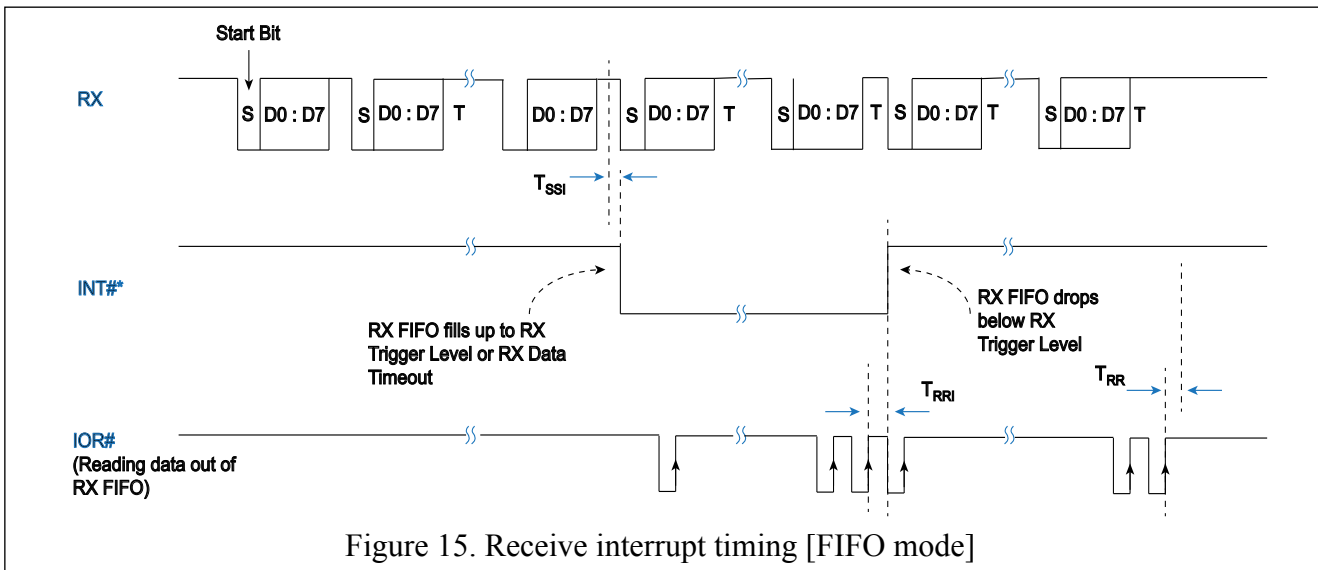 Start Bit
RX
S D0 : D7 S D0 : D7 T D0 : D7 S D0 : D7 T S D0 : D7 T S D0 : D7 T S D0 : D7 T
TSSI
INT#*
RX FIFO fills up to RX
Trigger Level or RX Data
Timeout
RX FIFO drops
below RX
Trigger Level
TRRI
TRR
IOR#
(Reading data out of
RX FIFO)
Figure 15. Receive interrupt timing [FIFO mode]